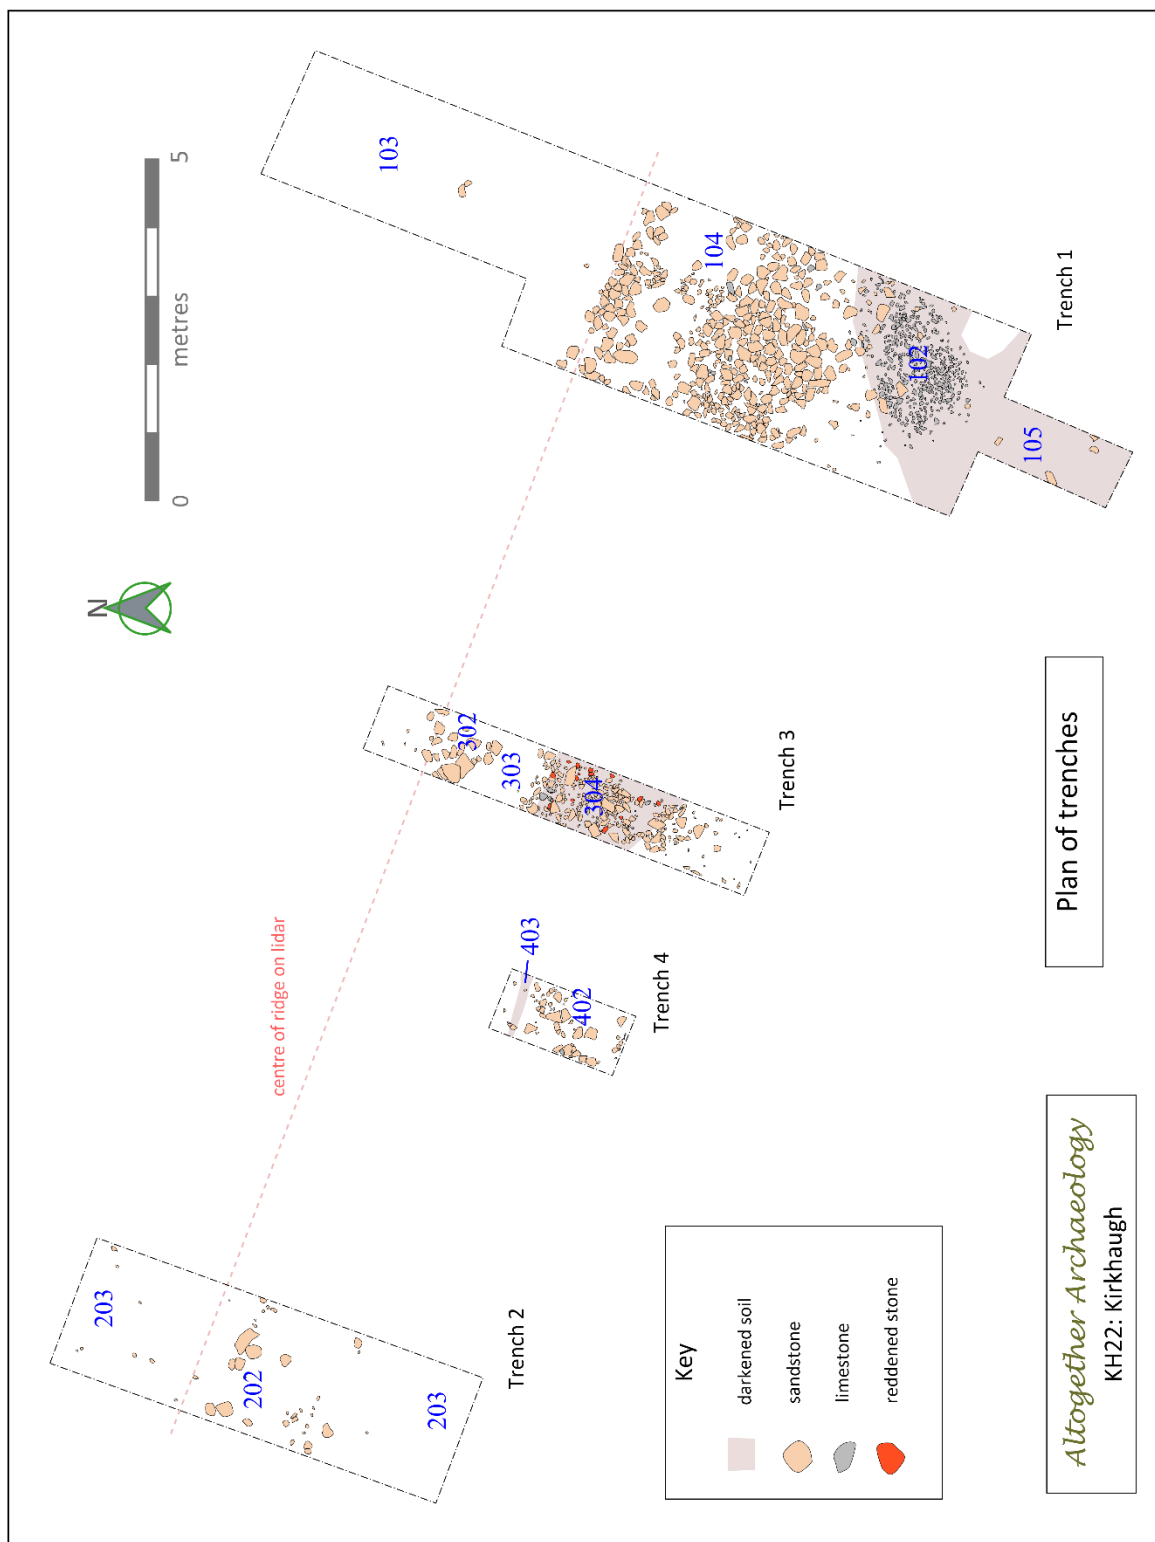 103
5
metres
0
N
104
102
105
Trench 1
centre of ridge on lidar
302
303
304
Trench 3
403
402
Trench 4
203
202
203
Trench 2
Key
darkened soil
sandstone
limestone
reddened stone
Plan of trenches
Altogether Archaeology
KH22: Kirkhaugh